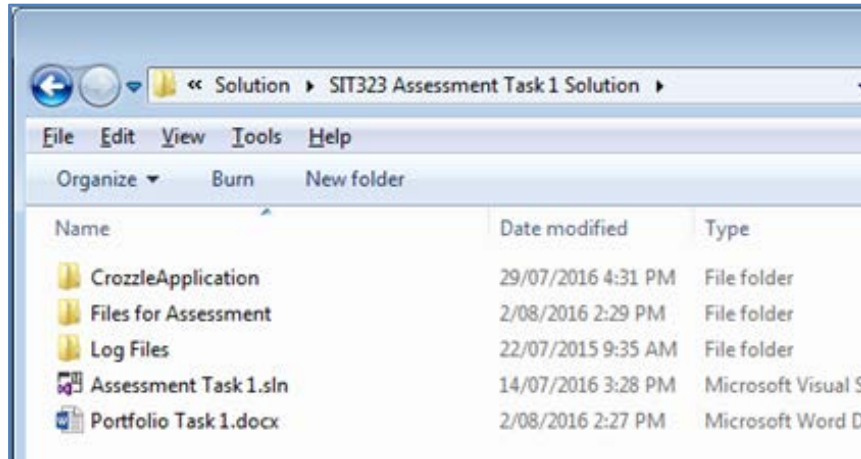 « Solution ▸ SIT323 Assessment Task 1 Solution ▸
File Edit View Tools Help
Organize ▾ Burn New folder
Name Date modified Type
CrozzleApplication 29/07/2016 4:31 PM File folder
Files for Assessment 2/08/2016 2:29 PM File folder
Log Files 22/07/2015 9:35 AM File folder
Assessment Task 1.sln 14/07/2016 3:28 PM Microsoft Visual S
Portfolio Task 1.docx 2/08/2016 2:27 PM Microsoft Word D